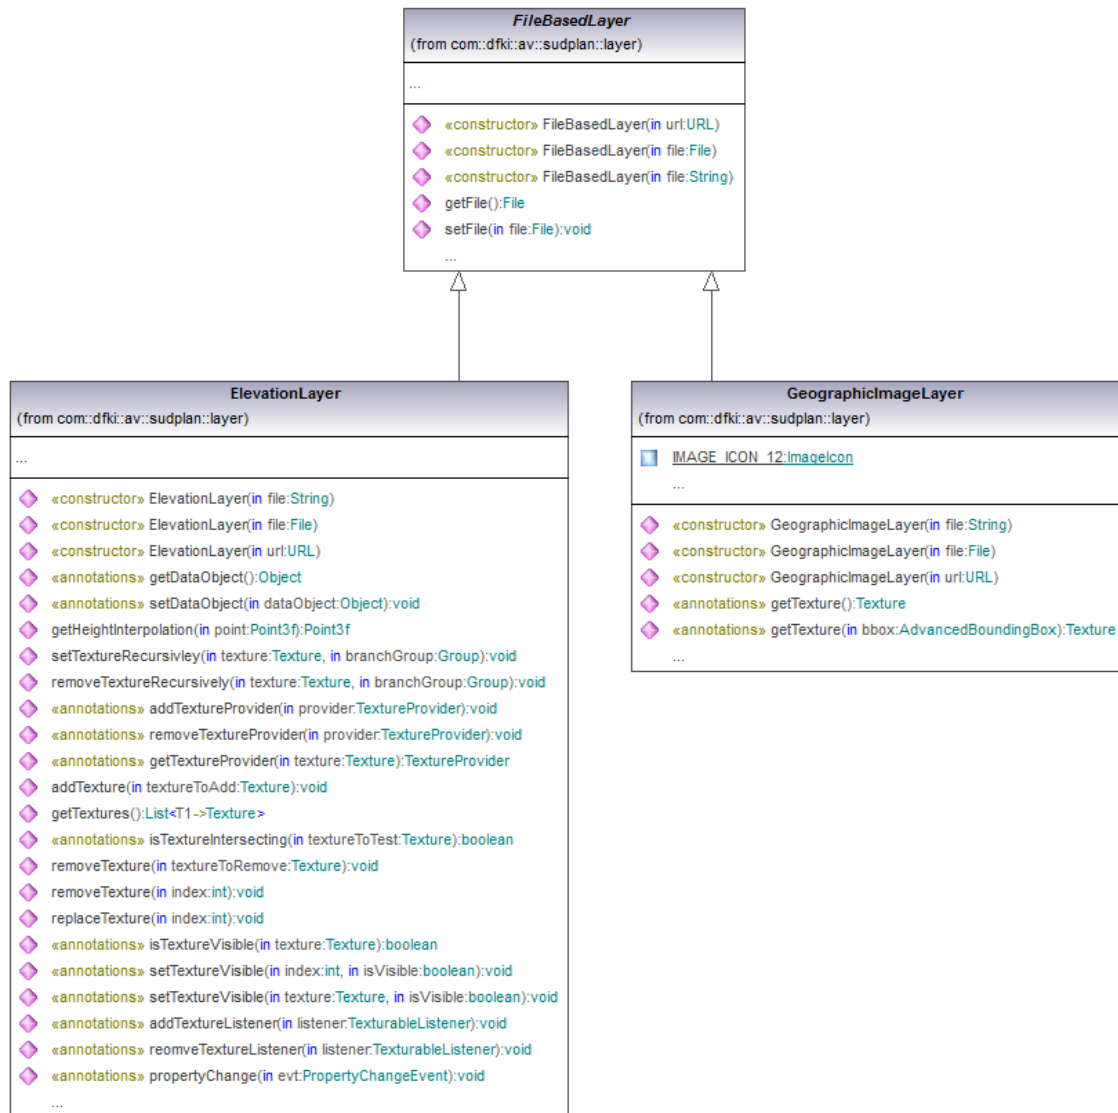 FileBasedLayer
(from com::dfki::av::sudplan::layer)
...
«constructor» FileBasedLayer(in url:URL)
«constructor» FileBasedLayer(in file:File)
«constructor» FileBasedLayer(in file:String)
getFile():File
setFile(in file:File):void
...
ElevationLayer
(from com::dfki::av::sudplan::layer)
...
«constructor» ElevationLayer(in file:String)
«constructor» ElevationLayer(in file:File)
«constructor» ElevationLayer(in url:URL)
«annotations» getDataObject():Object
«annotations» setDataObject(in dataObject:Object):void
getHeightInterpolation(in point:Point3f):Point3f
setTextureRecursivley(in texture:Texture, in branchGroup:Group):void
removeTextureRecursively(in texture:Texture, in branchGroup:Group):void
«annotations» addTextureProvider(in provider:TextureProvider):void
«annotations» removeTextureProvider(in provider:TextureProvider):void
«annotations» getTextureProvider(in texture:Texture):TextureProvider
addTexture(in textureToAdd:Texture):void
getTextures():List<T1->Texture>
«annotations» isTextureIntersecting(in textureToTest:Texture):boolean
removeTexture(in textureToRemove:Texture):void
removeTexture(in index:int):void
replaceTexture(in index:int):void
«annotations» isTextureVisible(in texture:Texture):boolean
«annotations» setTextureVisible(in index:int, in isVisible:boolean):void
«annotations» setTextureVisible(in texture:Texture, in isVisible:boolean):void
«annotations» addTextureListener(in listener:TexturableListener):void
«annotations» reomveTextureListener(in listener:TexturableListener):void
«annotations» propertyChange(in evt:PropertyChangeEvent):void
...
GeographicImageLayer
(from com::dfki::av::sudplan::layer)
IMAGE_ICON_12:ImageIcon
...
«constructor» GeographicImageLayer(in file:String)
«constructor» GeographicImageLayer(in file:File)
«constructor» GeographicImageLayer(in url:URL)
«annotations» getTexture():Texture
«annotations» getTexture(in bbox:AdvancedBoundingBox):Texture
...